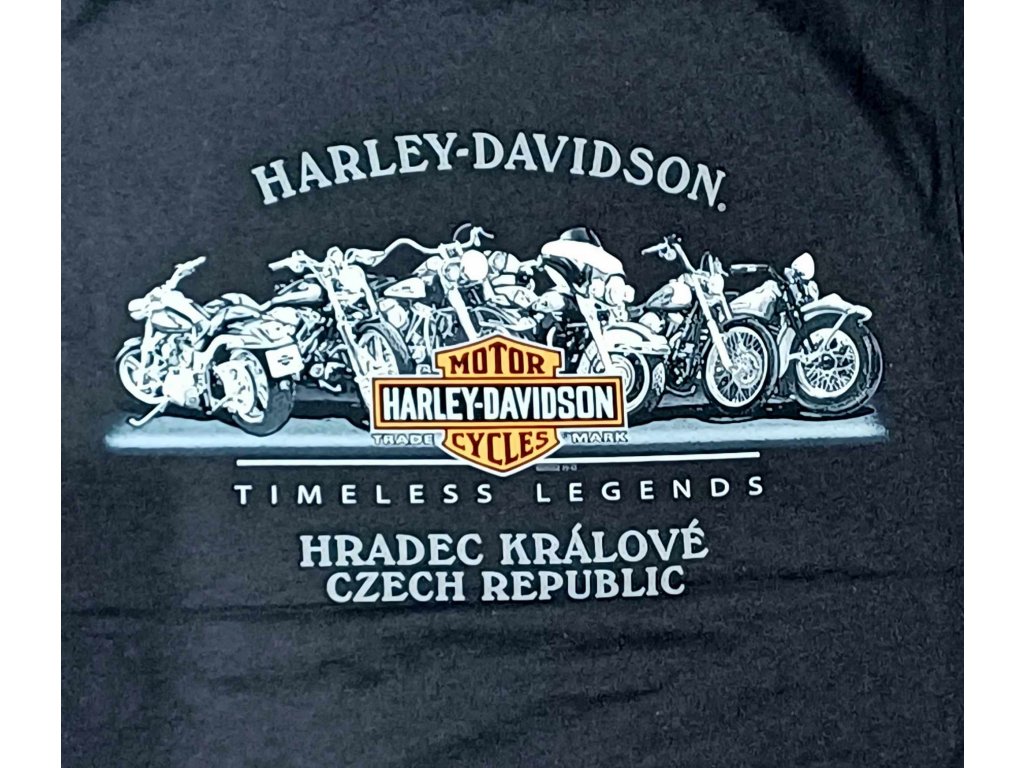 HARLEY-DAVIDSON.
MOTOR
HARLEY-DAVIDSON
TRADE CYCLES MARK
TIMELESS LEGENDS
HRADEC KRÁLOVÉ
CZECH REPUBLIC